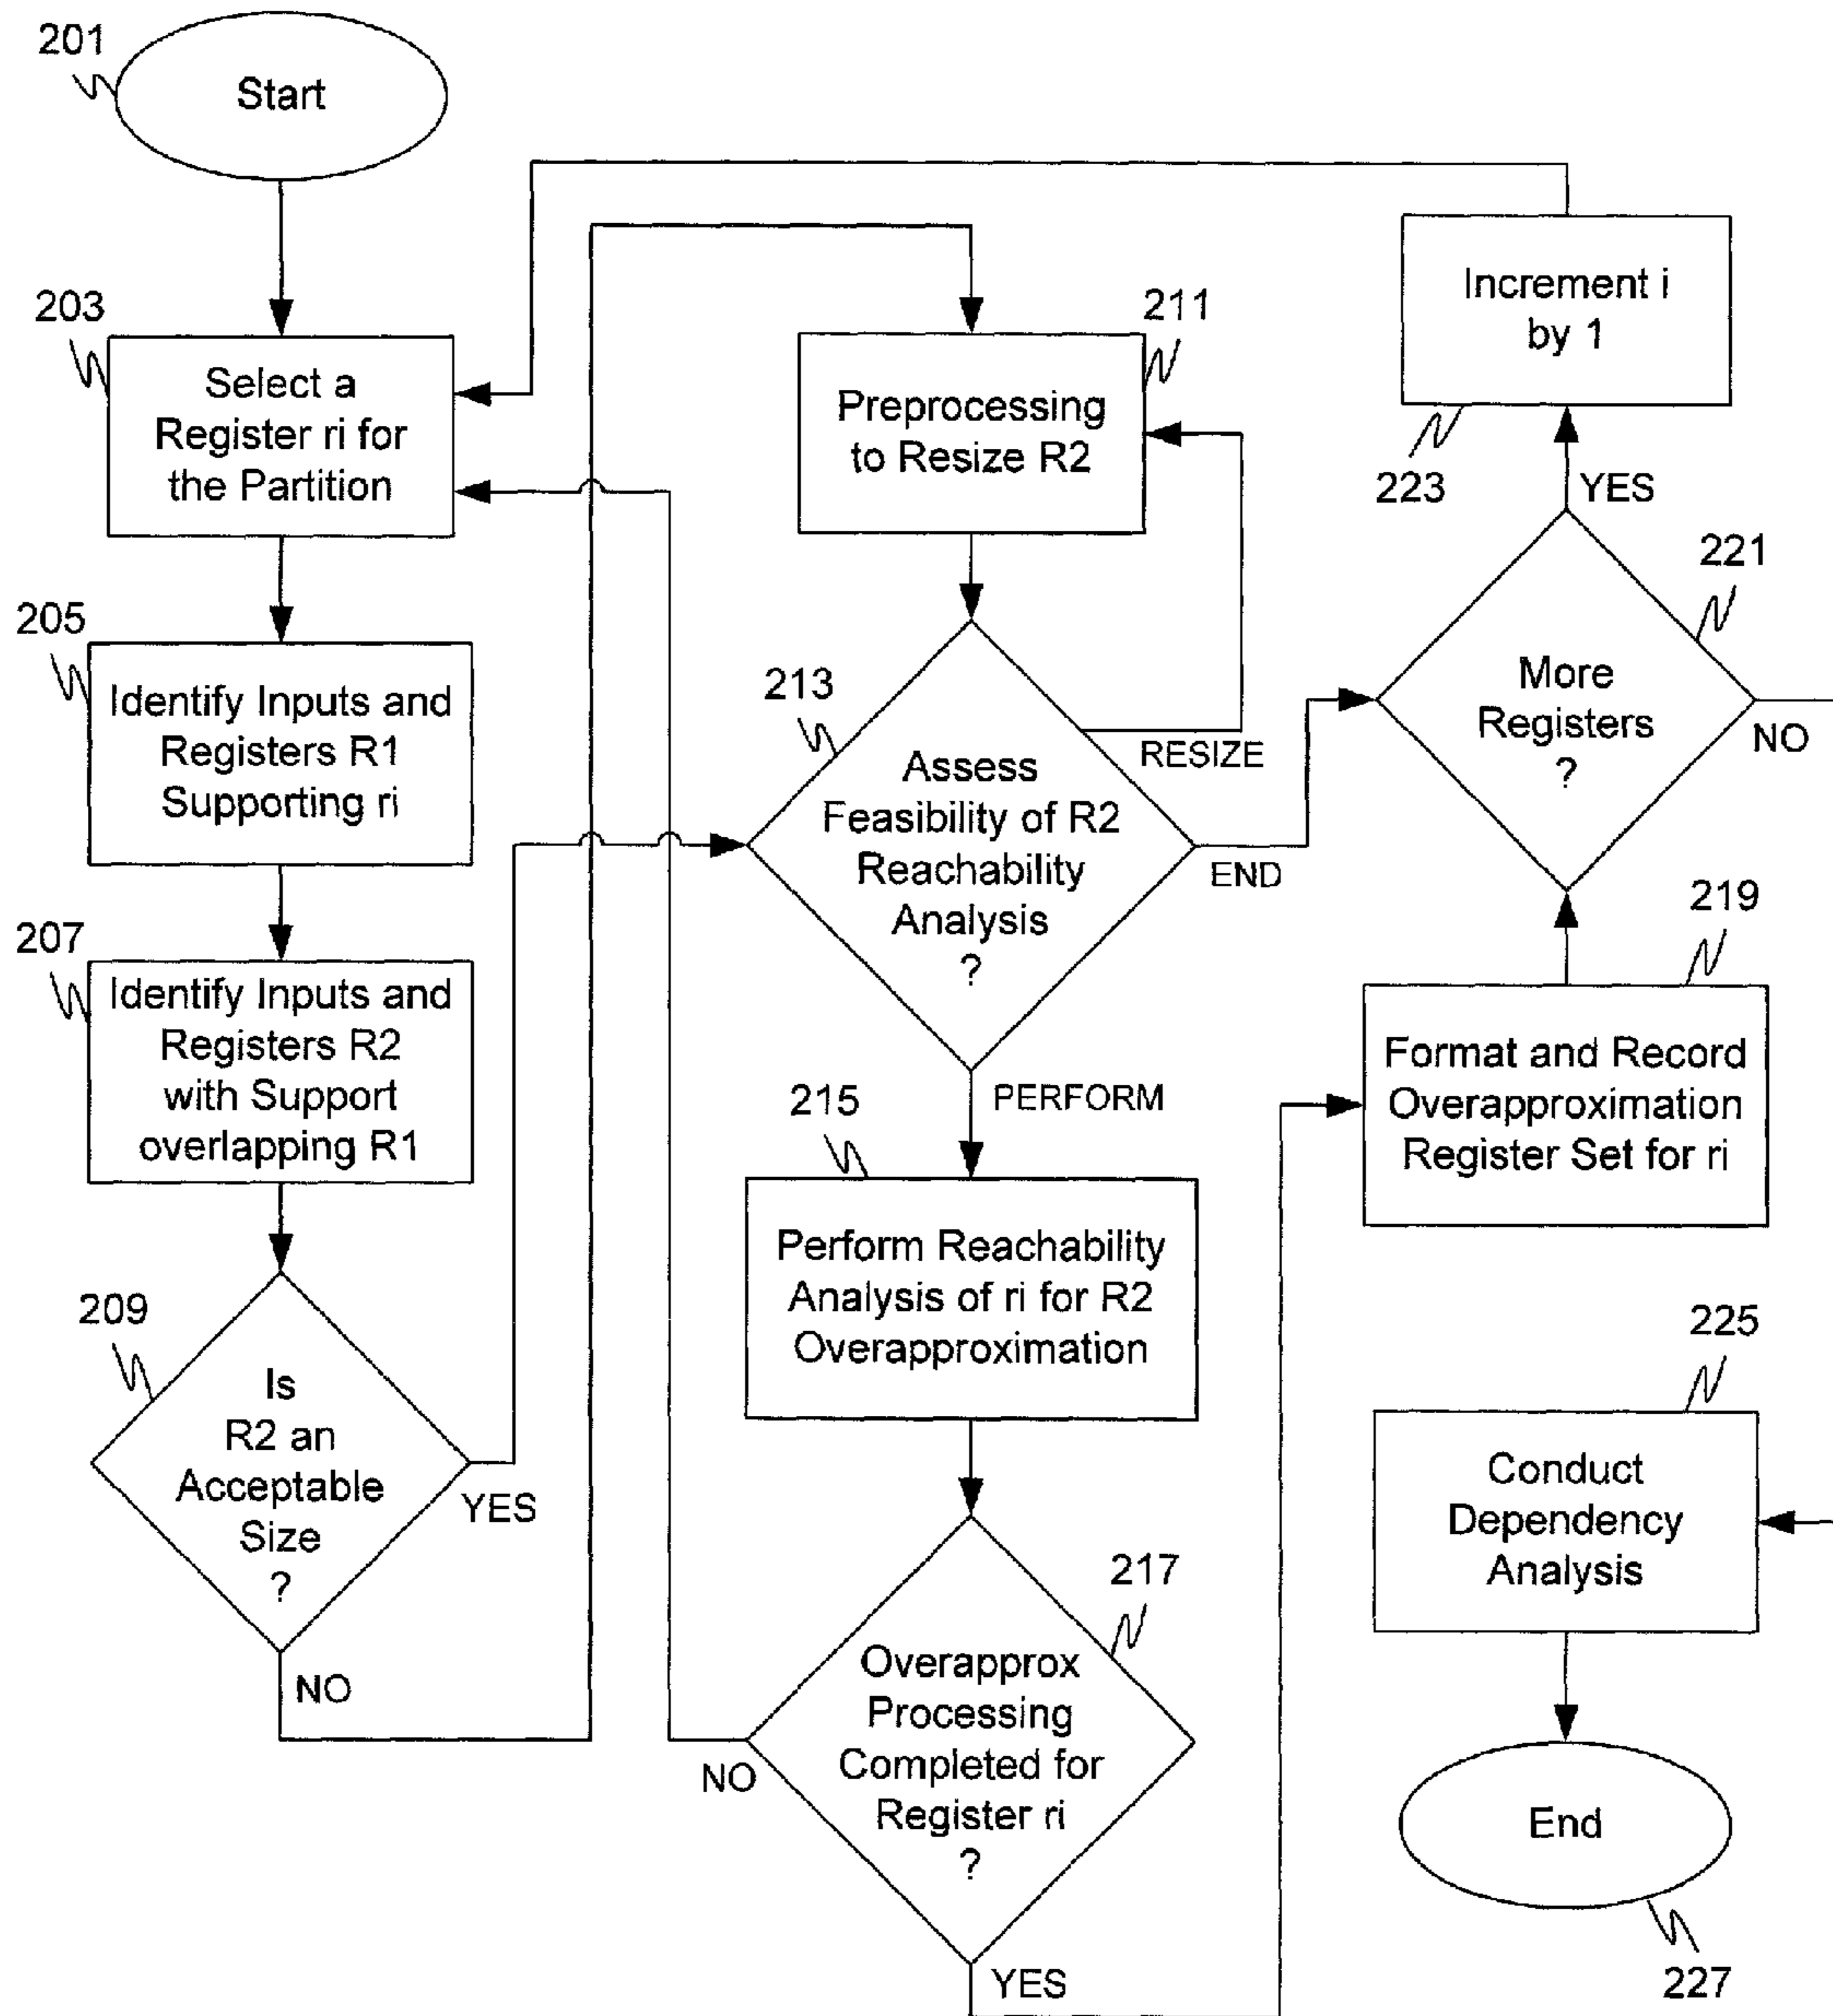 201
Start
203
Select a
Register ri for
the Partition
205
Identify Inputs and
Registers R1
Supporting ri
207
Identify Inputs and
Registers R2
with Support
overlapping R1
209
Is
R2 an
Acceptable
Size
?
YES
NO
211
Preprocessing
to Resize R2
213
Assess
Feasibility of R2
Reachability
Analysis
?
RESIZE
END
PERFORM
215
Perform Reachability
Analysis of ri for R2
Overapproximation
217
Overapprox
Processing
Completed for
Register ri
?
NO
YES
219
Format and Record
Overapproximation
Register Set for ri
221
More
Registers
?
YES
NO
223
Increment i
by 1
225
Conduct
Dependency
Analysis
End
227